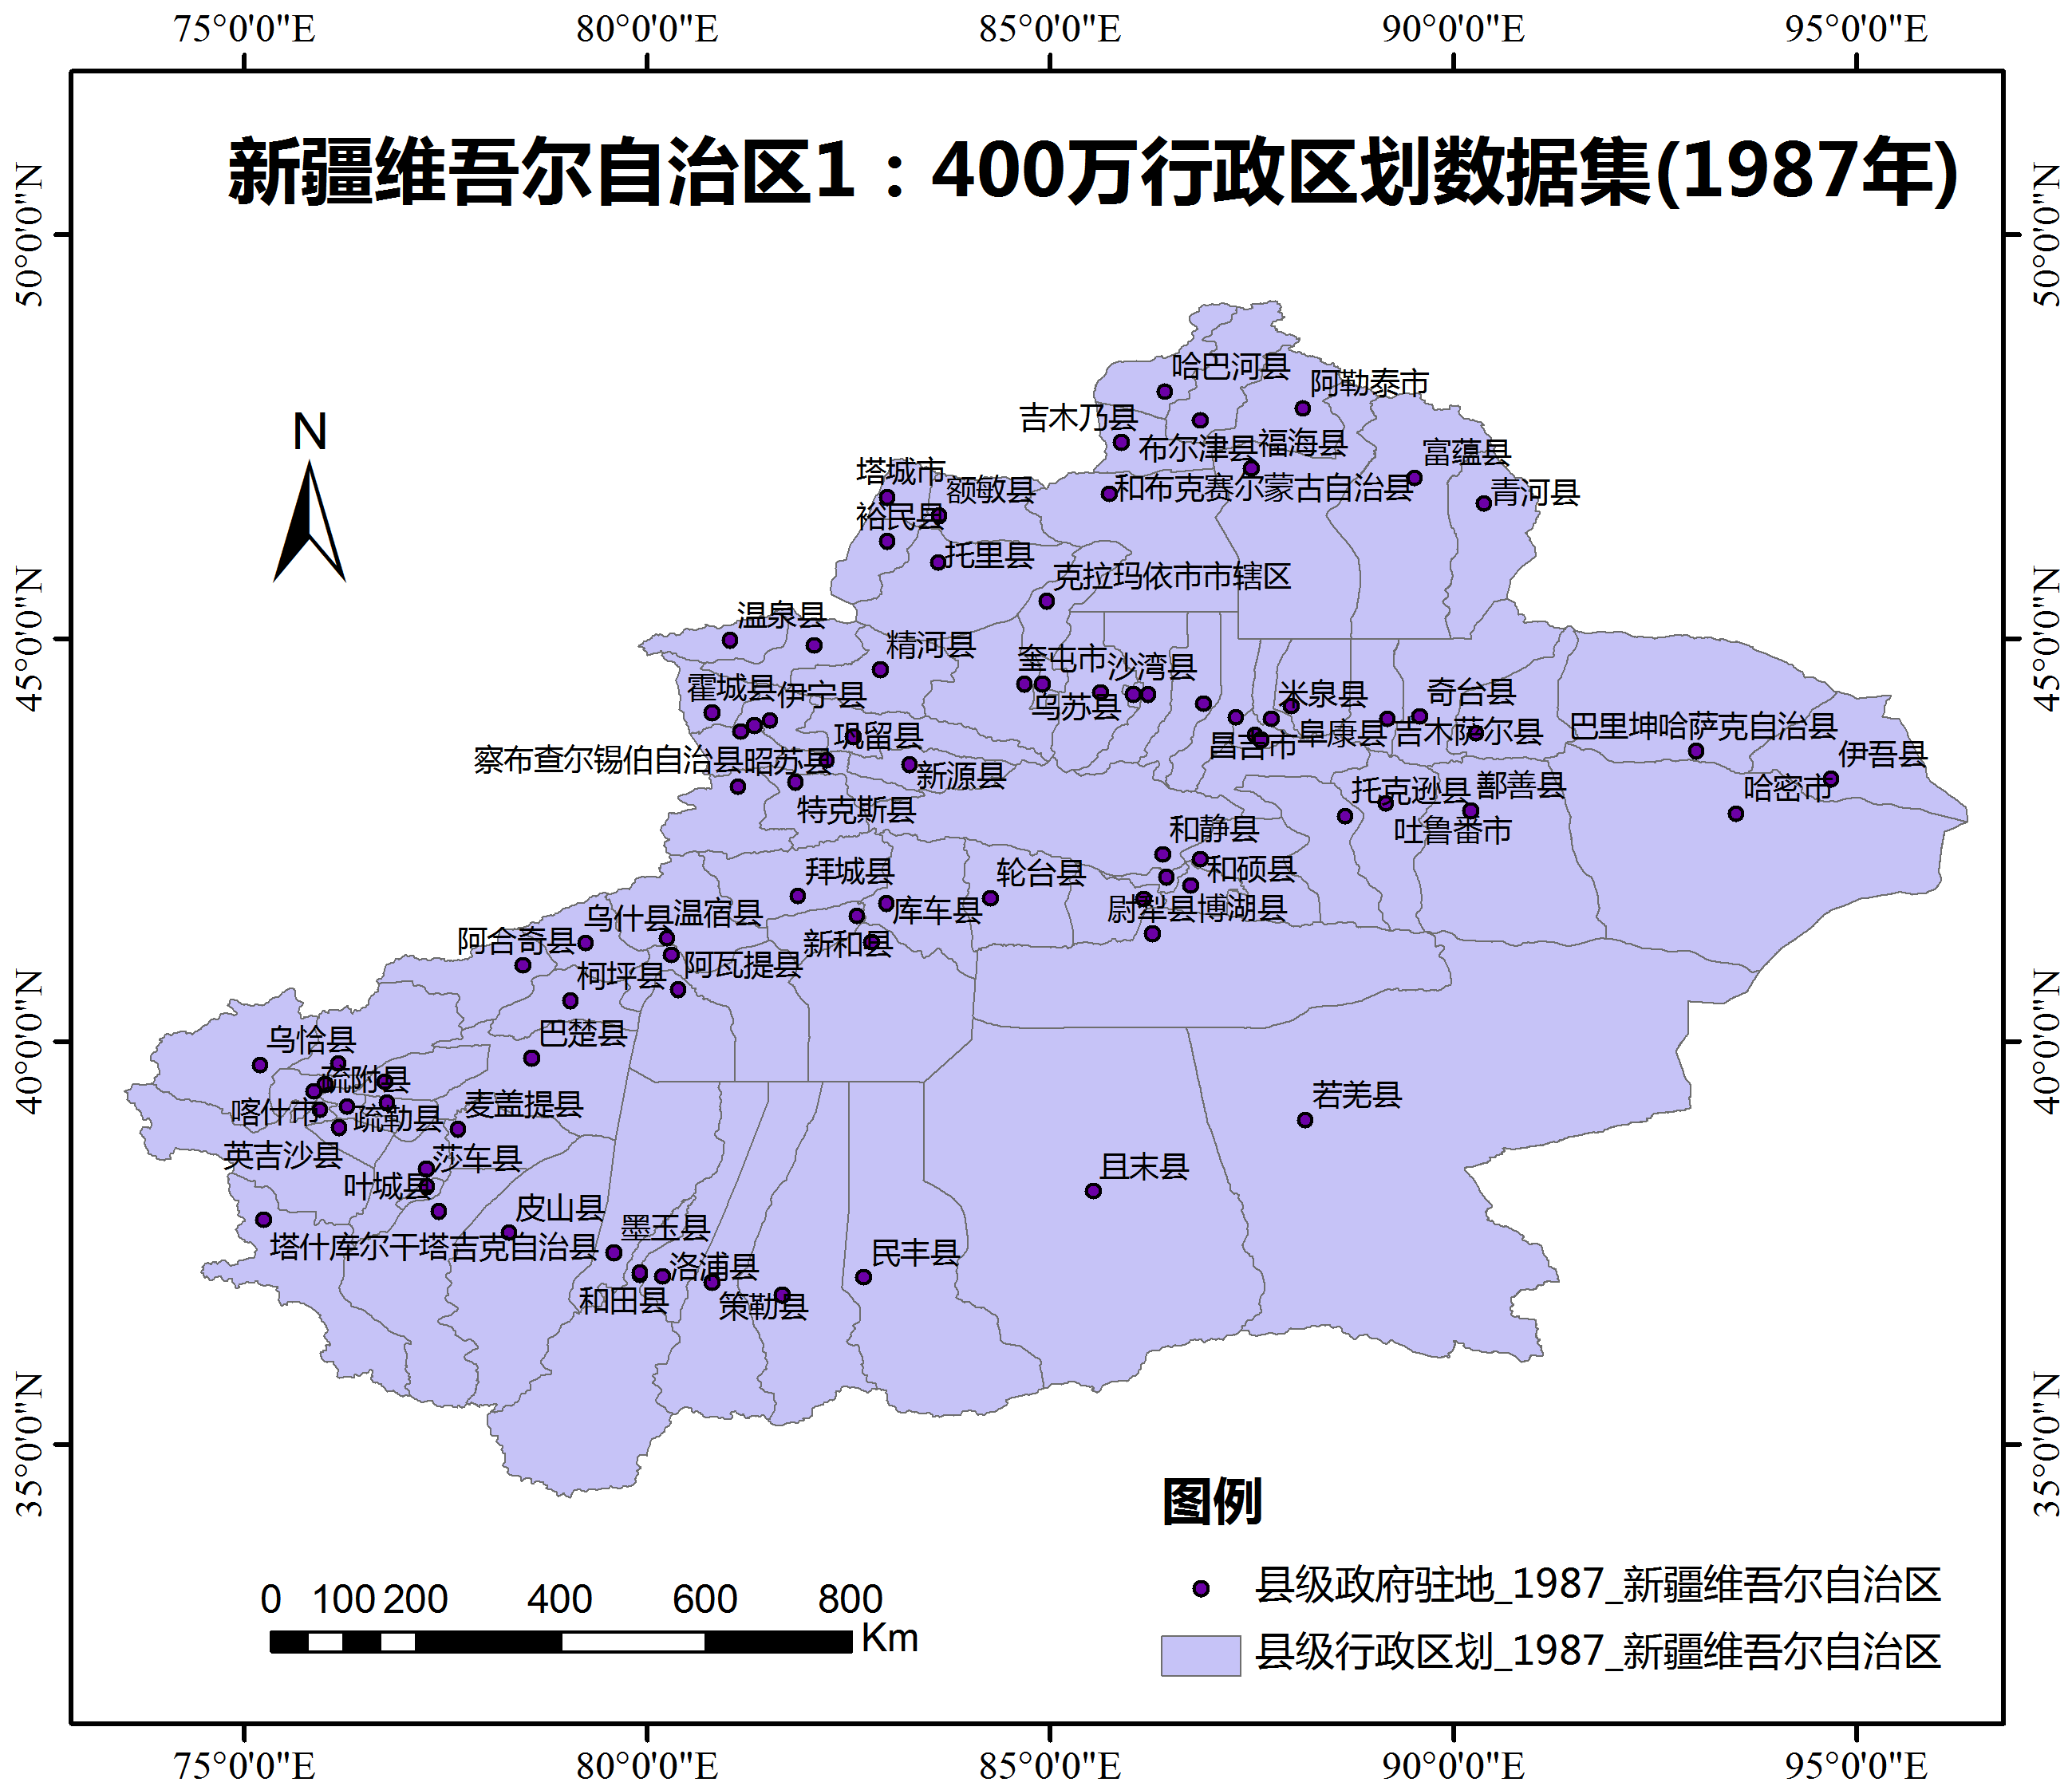 75°0'0"E 80°0'0"E 85°0'0"E 90°0'0"E 95°0'0"E
新疆维吾尔自治区1：400万行政区划数据集(1987年)
50°0'0"N
50°0'0"N
N
哈巴河县
阿勒泰市
吉木乃县
布尔津县
福海县
富蕴县
塔城市
额敏县
和布克赛尔蒙古自治县
青河县
裕民县
托里县
克拉玛依市市辖区
45°0'0"N
45°0'0"N
温泉县
精河县
奎屯市
沙湾县
霍城县
伊宁县
乌苏县
米泉县
奇台县
巩留县
昌吉市
阜康县
吉木萨尔县
巴里坤哈萨克自治县
伊吾县
察布查尔锡伯自治县
昭苏县
新源县
特克斯县
托克逊县
鄯善县
哈密市
吐鲁番市
和静县
拜城县
轮台县
和硕县
乌什县
温宿县
库车县
尉犁县
博湖县
阿合奇县
新和县
柯坪县
阿瓦提县
40°0'0"N
40°0'0"N
乌恰县
巴楚县
疏附县
喀什市
疏勒县
麦盖提县
若羌县
英吉沙县
莎车县
且末县
叶城县
皮山县
墨玉县
塔什库尔干塔吉克自治县
民丰县
洛浦县
和田县
策勒县
35°0'0"N
35°0'0"N
图例
县级政府驻地_1987_新疆维吾尔自治区
县级行政区划_1987_新疆维吾尔自治区
0 100 200 400 600 800
Km
75°0'0"E 80°0'0"E 85°0'0"E 90°0'0"E 95°0'0"E